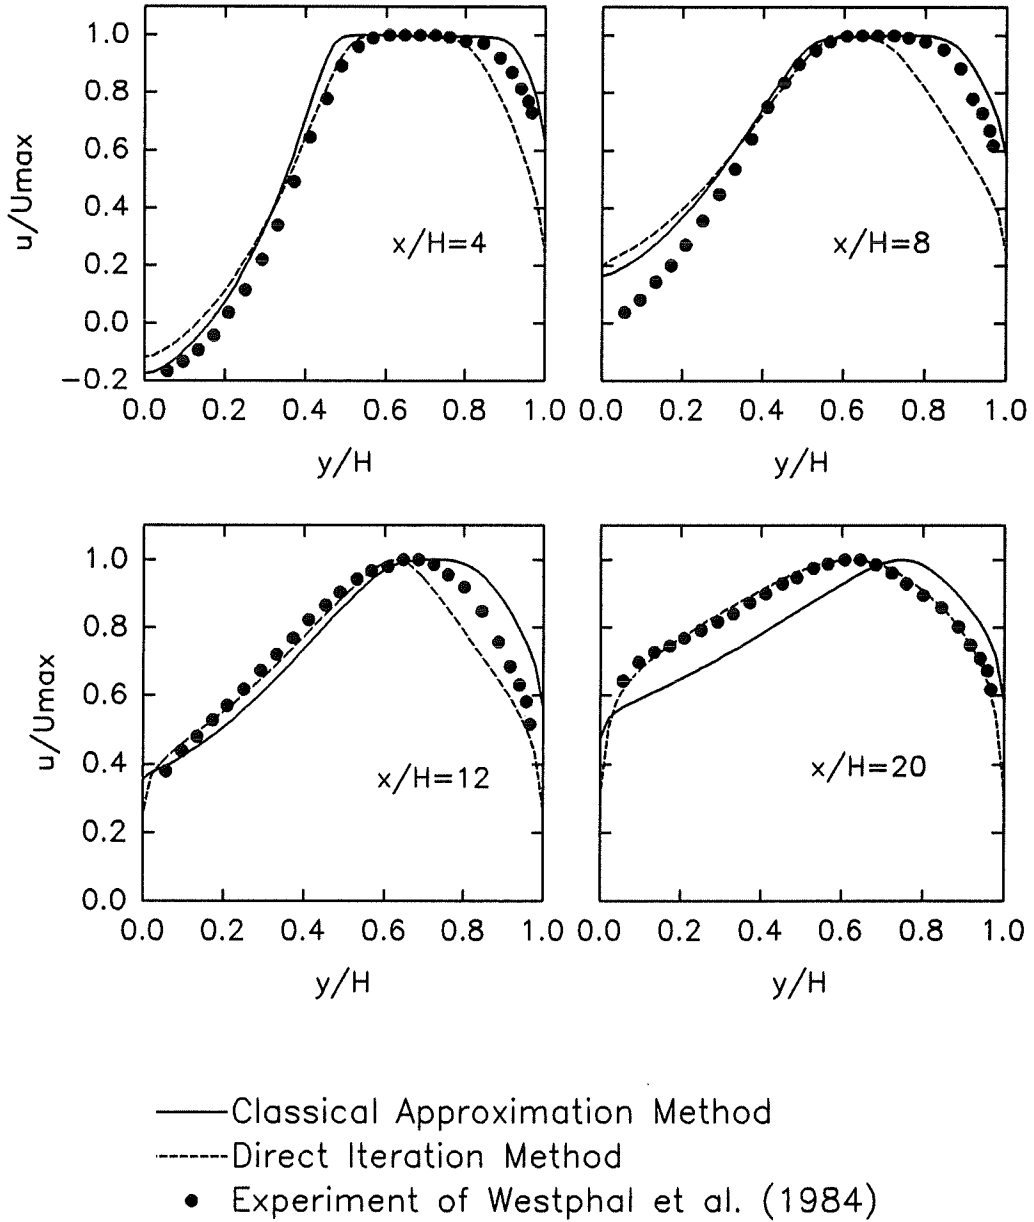 1.0
0.8
0.6
0.4
0.2
0.0
−0.2
u/Umax
x/H=4
x/H=8
0.0 0.2 0.4 0.6 0.8 1.0
0.0 0.2 0.4 0.6 0.8 1.0
y/H
y/H
1.0
0.8
0.6
0.4
0.2
0.0
u/Umax
x/H=12
x/H=20
0.0 0.2 0.4 0.6 0.8 1.0
0.0 0.2 0.4 0.6 0.8 1.0
y/H
y/H
Classical Approximation Method
Direct Iteration Method
Experiment of Westphal et al. (1984)